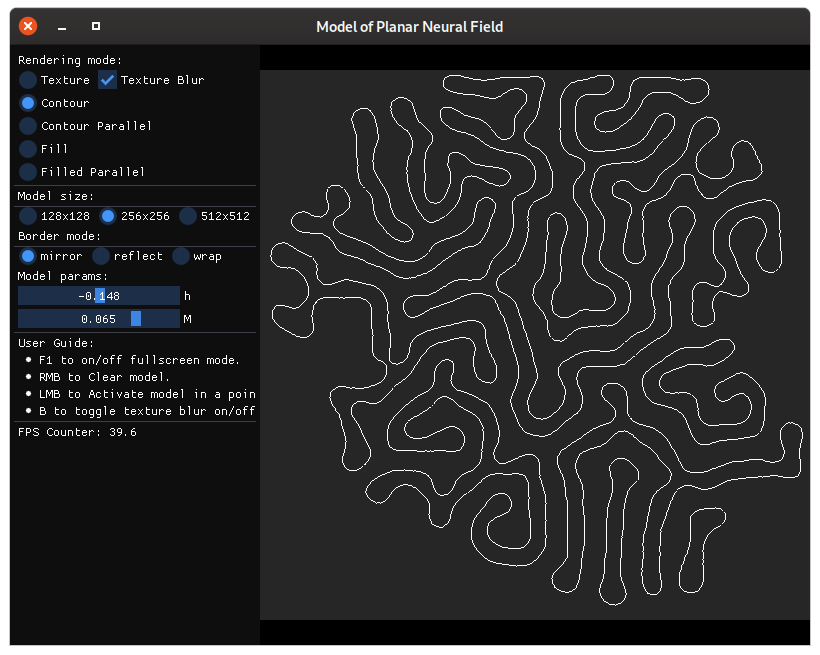 Model of Planar Neural Field
Rendering mode:
Texture Texture Blur
Contour
Contour Parallel
Fill
Filled Parallel
Model size:
128x128 256x256 512x512
Border mode:
mirror reflect wrap
Model params:
-0.148 h
0.065 M
User Guide:
• F1 to on/off fullscreen mode.
• RMB to Clear model.
• LMB to Activate model in a poin
• B to toggle texture blur on/off
FPS Counter: 39.6